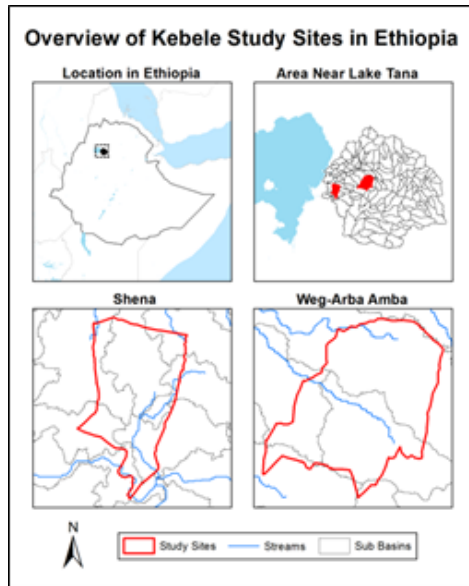 Overview of Kebele Study Sites in Ethiopia
Location in Ethiopia
Area Near Lake Tana
Shena
Weg-Arba Amba
N
Study Sites
Streams
Sub Basins